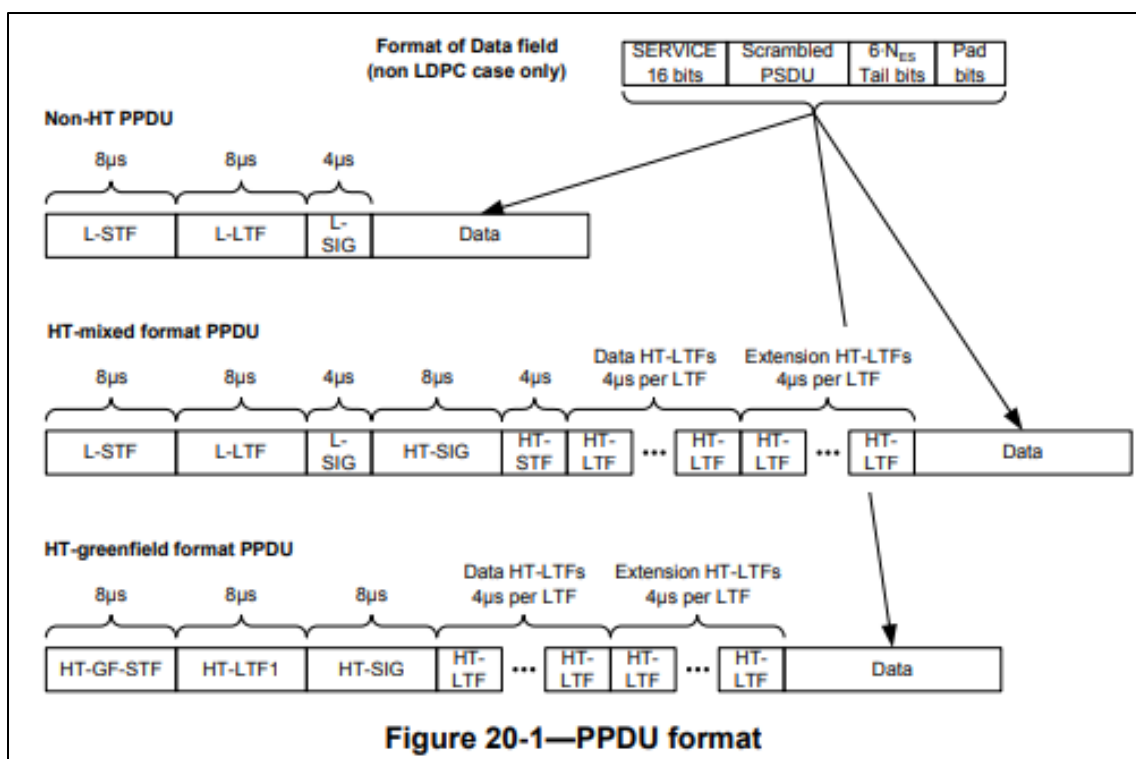 Format of Data field
(non LDPC case only)
SERVICE
16 bits
Scrambled
PSDU
6·NES
Tail bits
Pad
bits
Non-HT PPDU
8µs
8µs
4µs
L-STF
L-LTF
L-
SIG
Data
HT-mixed format PPDU
Data HT-LTFs
4µs per LTF
Extension HT-LTFs
4µs per LTF
8µs
8µs
4µs
8µs
4µs
L-STF
L-LTF
L-
SIG
HT-SIG
HT-
STF
HT-
LTF
•••
HT-
LTF
HT-
LTF
•••
HT-
LTF
Data
HT-greenfield format PPDU
Data HT-LTFs
4µs per LTF
Extension HT-LTFs
4µs per LTF
8µs
8µs
8µs
HT-GF-STF
HT-LTF1
HT-SIG
HT-
LTF
•••
HT-
LTF
HT-
LTF
•••
HT-
LTF
Data
Figure 20-1—PPDU format